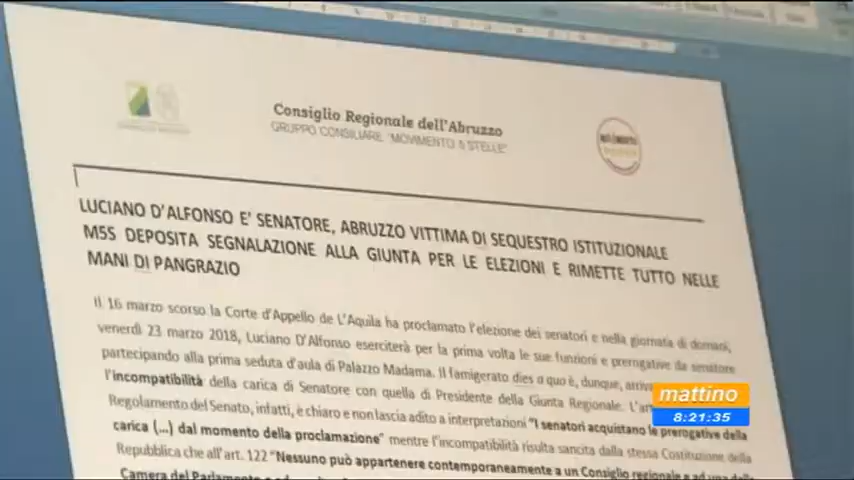 Consiglio Regionale dell'Abruzzo
GRUPPO CONSILIARE "MOVIMENTO 5 STELLE"
LUCIANO D'ALFONSO E' SENATORE, ABRUZZO VITTIMA DI SEQUESTRO ISTITUZIONALE
M5S DEPOSITA SEGNALAZIONE ALLA GIUNTA PER LE ELEZIONI E RIMETTE TUTTO NELLE
MANI DI PANGRAZIO
Il 16 marzo scorso la Corte d'Appello de L'Aquila ha proclamato l'elezione dei senatori e nella giornata di domani,
venerdì 23 marzo 2018, Luciano D'Alfonso eserciterà per la prima volta le sue funzioni e prerogative da senatore
partecipando alla prima seduta d'aula di Palazzo Madama. Il famigerato dies a quo è, dunque,
l'incompatibilità della carica di Senatore con quella di Presidente della Giunta Regionale.
mattino
8:21:35
Regolamento del Senato, infatti, è chiaro e non lascia adito a interpretazioni "I senatori acquistano le prerogative della
carica (...) dal momento della proclamazione" mentre l'incompatibilità risulta sancita dalla stessa Costituzione della
Repubblica che all'art. 122 "Nessuno può appartenere contemporaneamente a un Consiglio regionale e ad una delle
Camera del